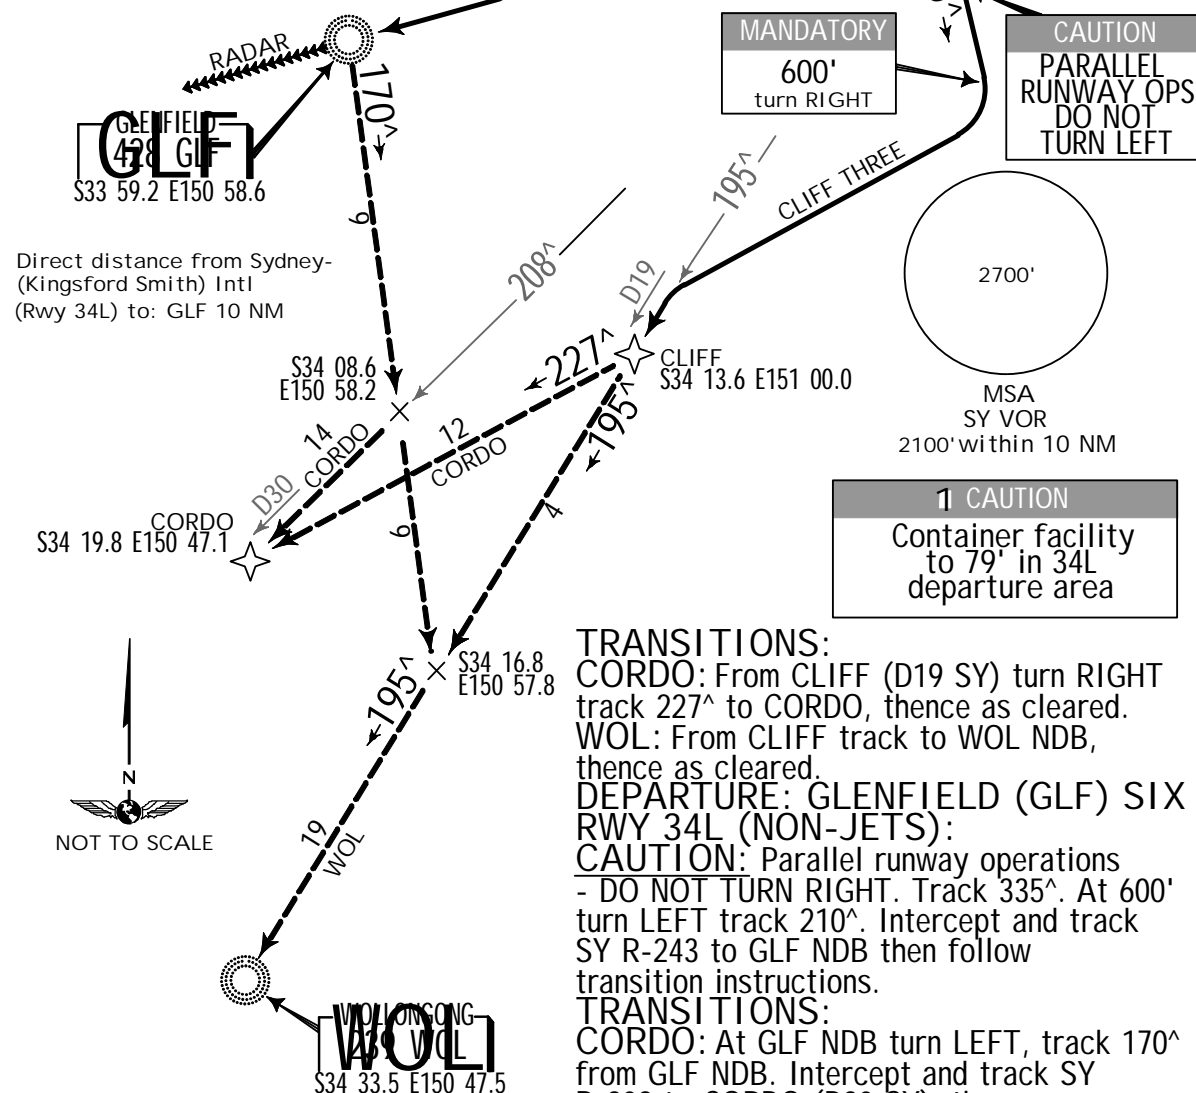 RADAR
170^
GLENFIELD
428 GLF
GLF
S33 59.2 E150 58.6
9
Direct distance from Sydney-
(Kingsford Smith) Intl
(Rwy 34L) to: GLF 10 NM
MANDATORY
600'
turn RIGHT
CAUTION
PARALLEL
RUNWAY OPS
DO NOT
TURN LEFT
195^
CLIFF THREE
208^
D19
2700'
MSA
SY VOR
2100' within 10 NM
S34 08.6
E150 58.2
227^
CLIFF
S34 13.6 E151 00.0
195^
14
CORDO
12
CORDO
D30
CORDO
S34 19.8 E150 47.1
6
4
1 CAUTION
Container facility
to 79' in 34L
departure area
S34 16.8
E150 57.8
195^
N
NOT TO SCALE
19
WOL
WOLLONGONG
239 WOL
WOL
S34 33.5 E150 47.5
TRANSITIONS:
CORDO: From CLIFF (D19 SY) turn RIGHT
track 227^ to CORDO, thence as cleared.
WOL: From CLIFF track to WOL NDB,
thence as cleared.
DEPARTURE: GLENFIELD (GLF) SIX
RWY 34L (NON-JETS):
CAUTION: Parallel runway operations
- DO NOT TURN RIGHT. Track 335^. At 600'
turn LEFT track 210^. Intercept and track
SY R-243 to GLF NDB then follow
transition instructions.
TRANSITIONS:
CORDO: At GLF NDB turn LEFT, track 170^
from GLF NDB. Intercept and track SY